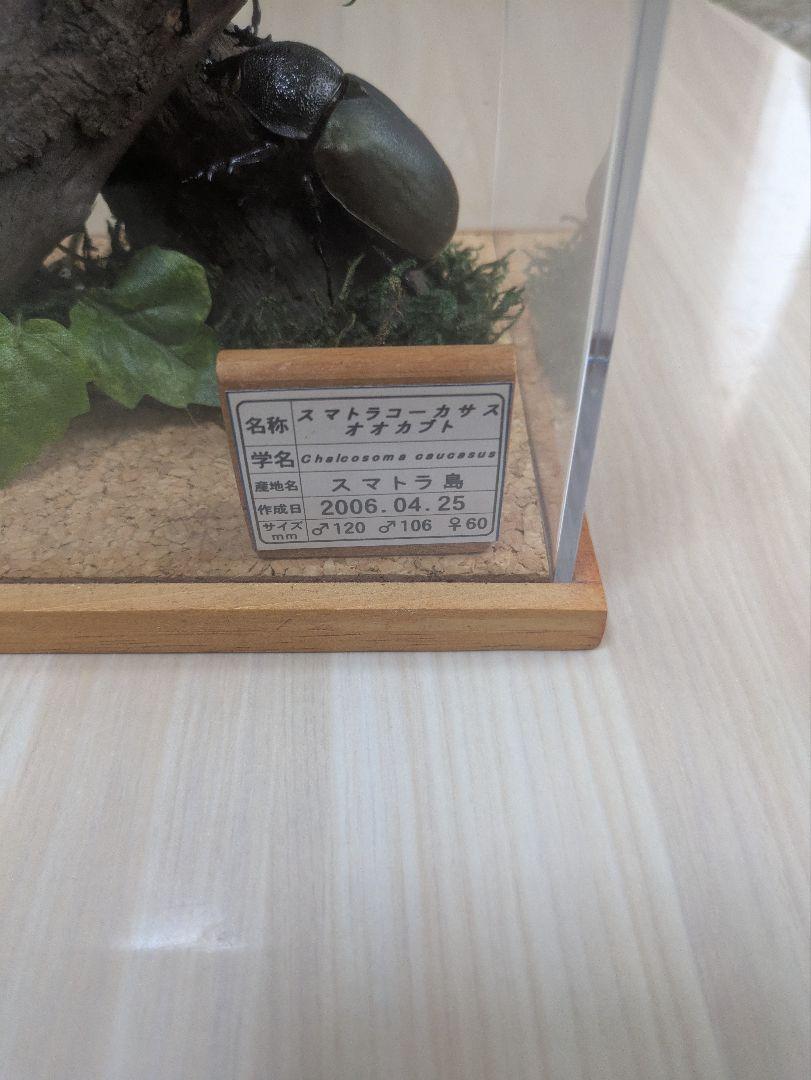 名称 スマトラコーカサス
オオカブト
学名 Chalcosoma caucasus
産地名 スマトラ島
作成日 2006.04.25
サイズ mm ♂120 ♂106 ♀60